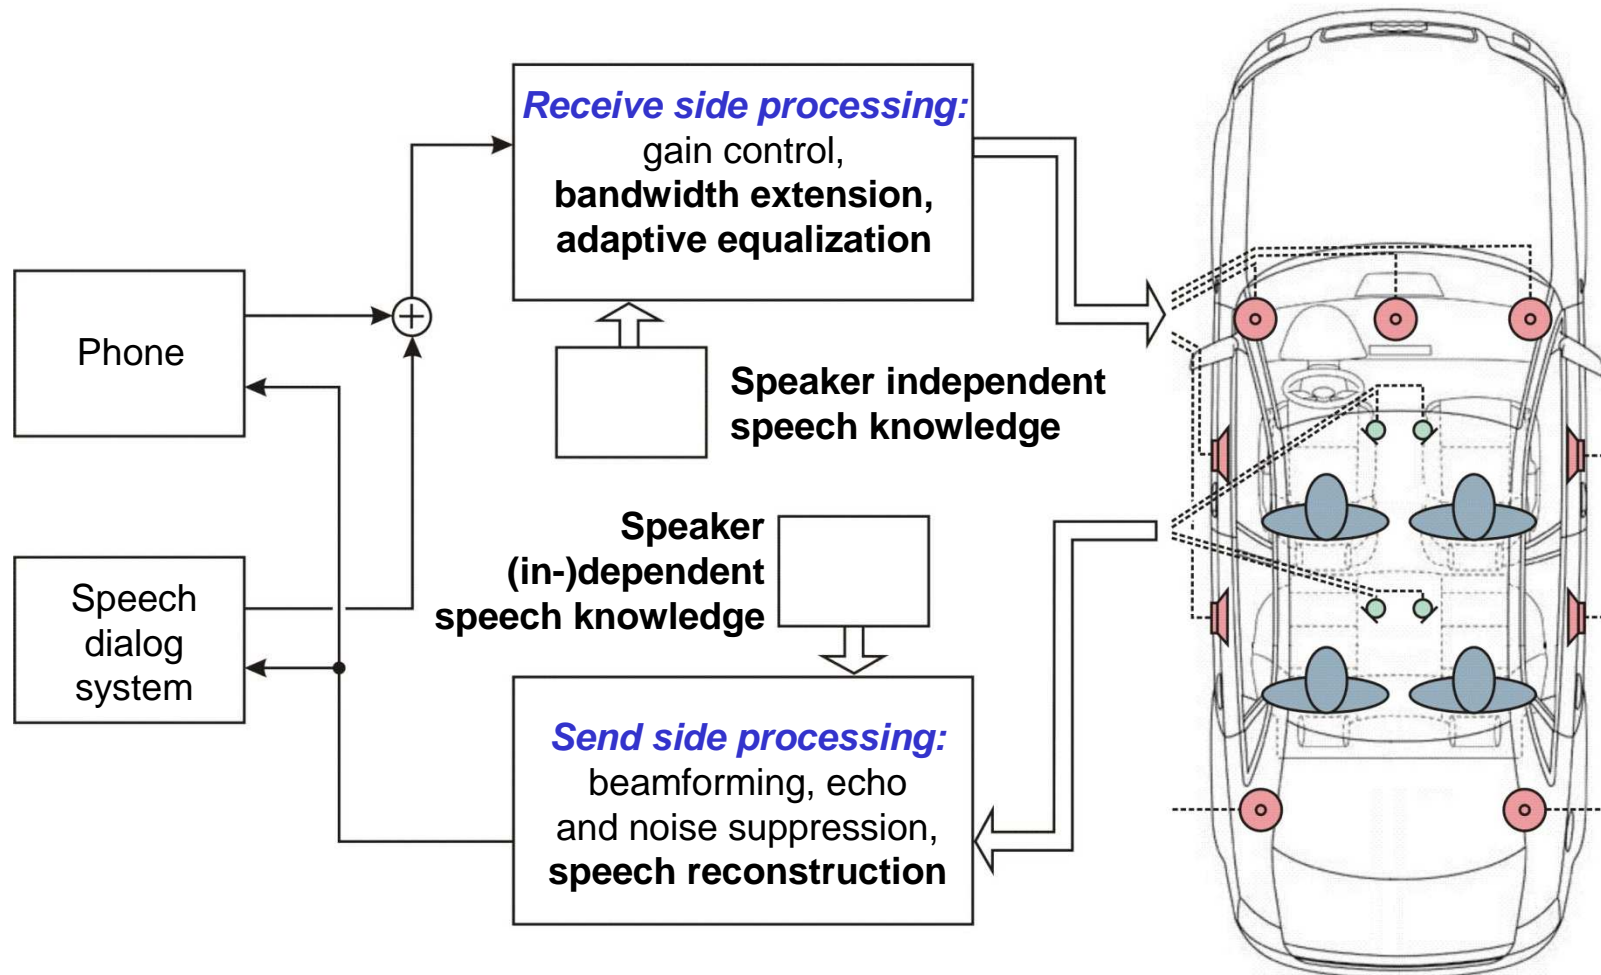 Receive side processing:
gain control,
bandwidth extension,
adaptive equalization
Phone
Speaker independent
speech knowledge
Speaker
(in-)dependent
speech knowledge
Speech
dialog
system
Send side processing:
beamforming, echo
and noise suppression,
speech reconstruction